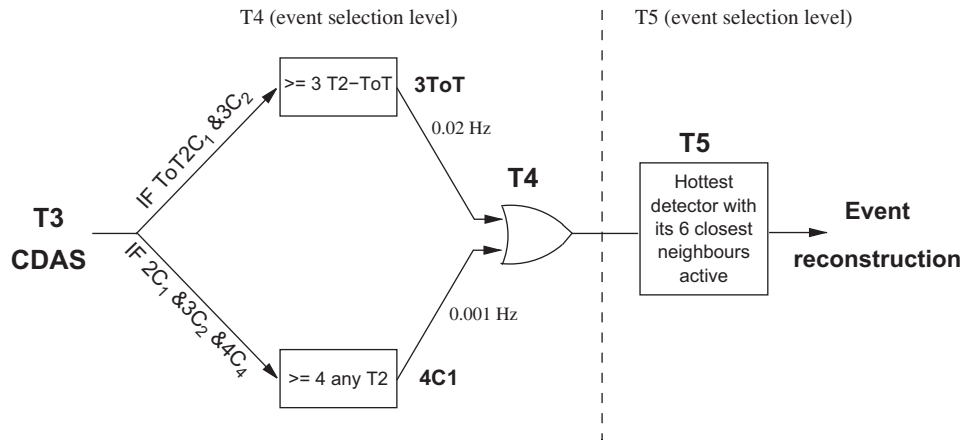 T4 (event selection level)
T5 (event selection level)
>= 3 T2−ToT
3ToT
IF ToT2C₁ &3C₂
0.02 Hz
T3
CDAS
T4
T5
Hottest
detector with
its 6 closest
neighbours
active
Event
reconstruction
IF 2C₁ &3C₂ &4C₄
0.001 Hz
>= 4 any T2
4C1